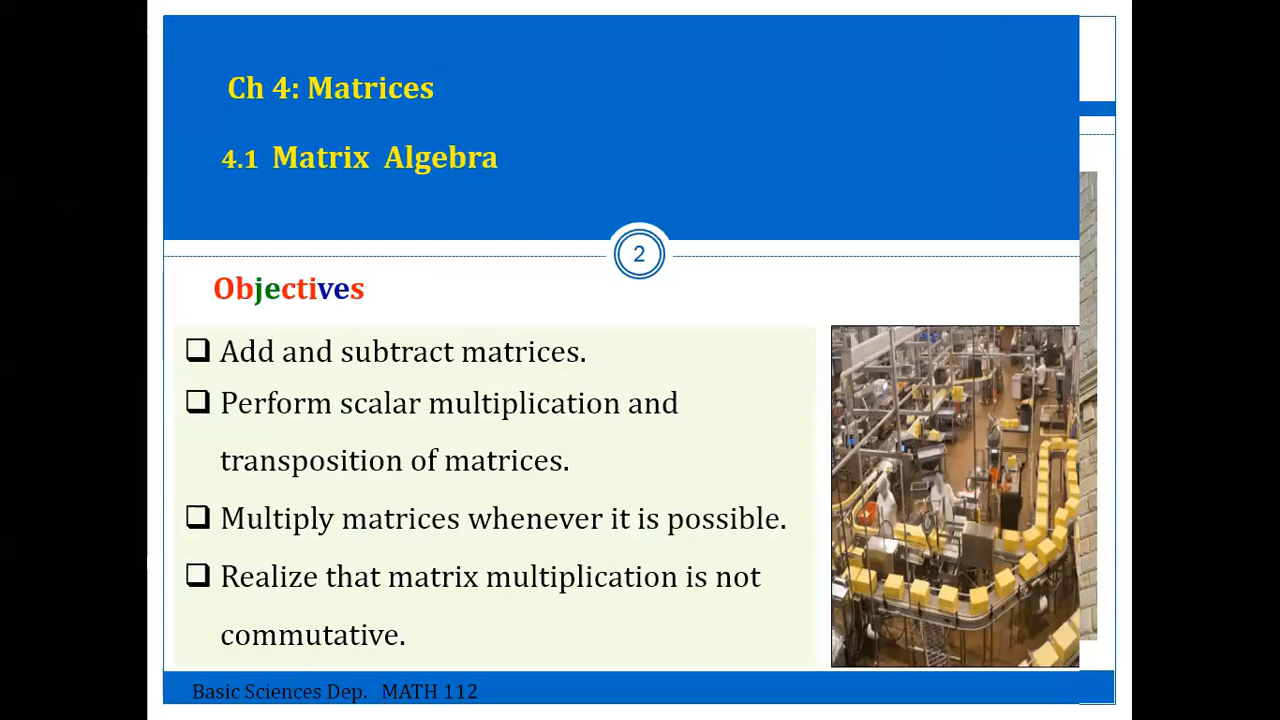 Ch 4: Matrices
4.1 Matrix Algebra
2
Objectives
❑ Add and subtract matrices.
❑ Perform scalar multiplication and
transposition of matrices.
❑ Multiply matrices whenever it is possible.
❑ Realize that matrix multiplication is not
commutative.
Basic Sciences Dep. MATH 112